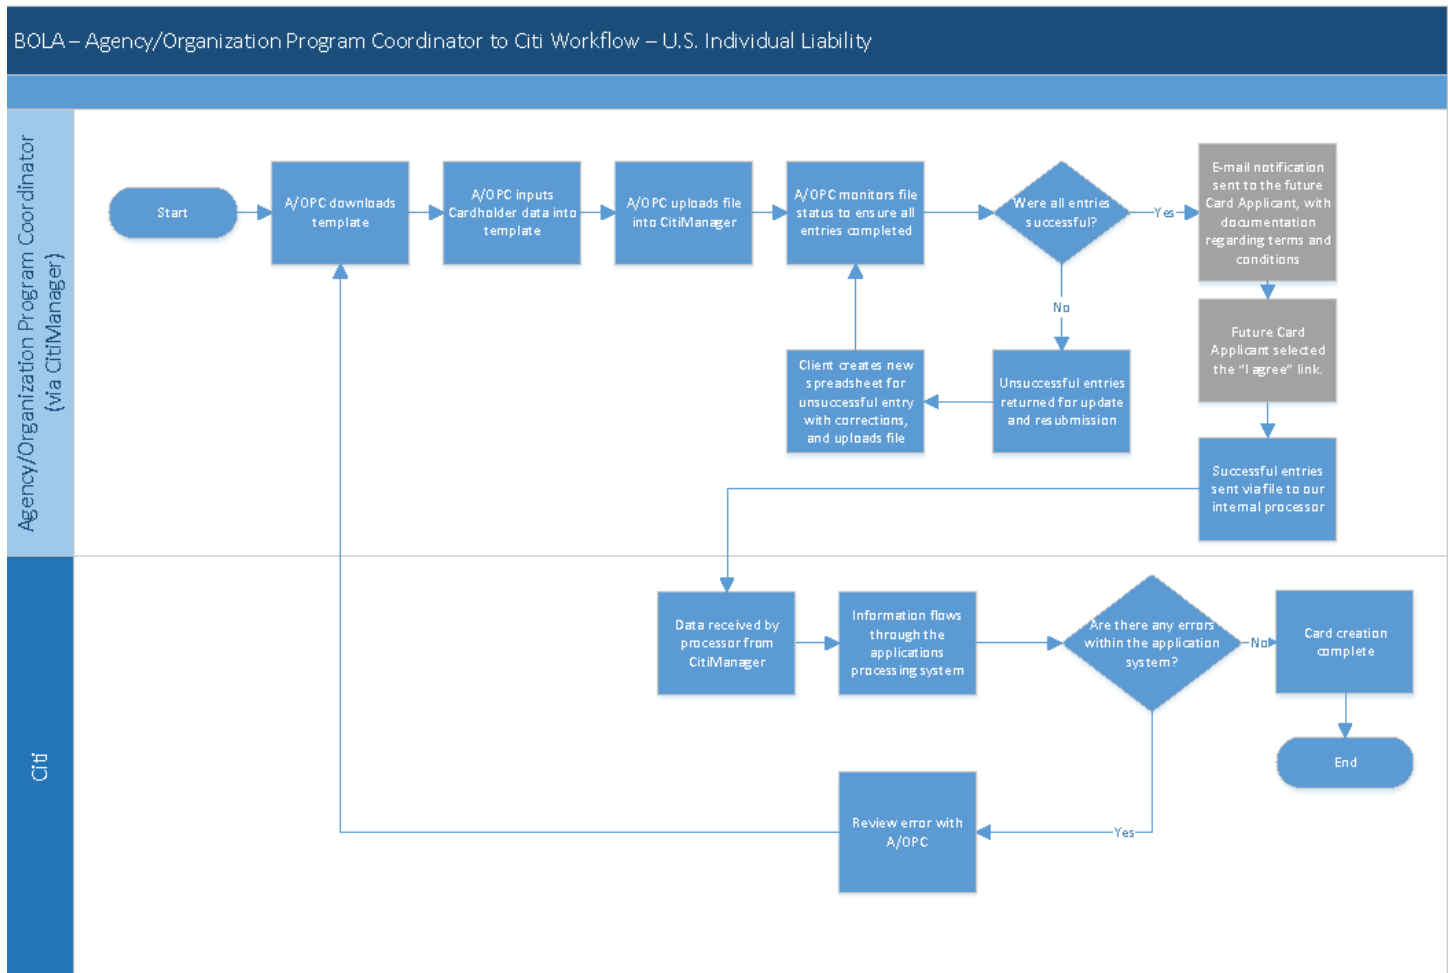 BOLA – Agency/Organization Program Coordinator to Citi Workflow – U.S. Individual Liability
Agency/Organization Program Coordinator
(via CitiManager)
Start
A/OPC downloads
template
A/OPC inputs
Cardholder data into
template
A/OPC uploads file
into CitiManager
A/OPC monitors file
status to ensure all
entries completed
Were all entries
successful?
Yes
E-mail notification
sent to the future
Card Applicant, with
documentation
regarding terms and
conditions
No
Future Card
Applicant selected
the “I agree” link.
Client creates new
spreadsheet for
unsuccessful entry
with corrections,
and uploads file
Unsuccessful entries
returned for update
and resubmission
Successful entries
sent via file to our
internal processor
Citi
Data received by
processor from
CitiManager
Information flows
through the
applications
processing system
Are there any errors
within the application
system?
No
Card creation
complete
End
Yes
Review error with
A/OPC